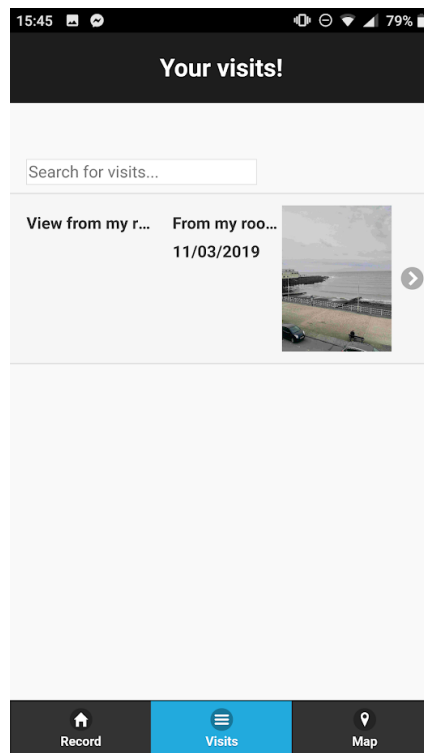 15:45 79%
Your visits!
Search for visits...
View from my r... From my roo...
11/03/2019
Record Visits Map